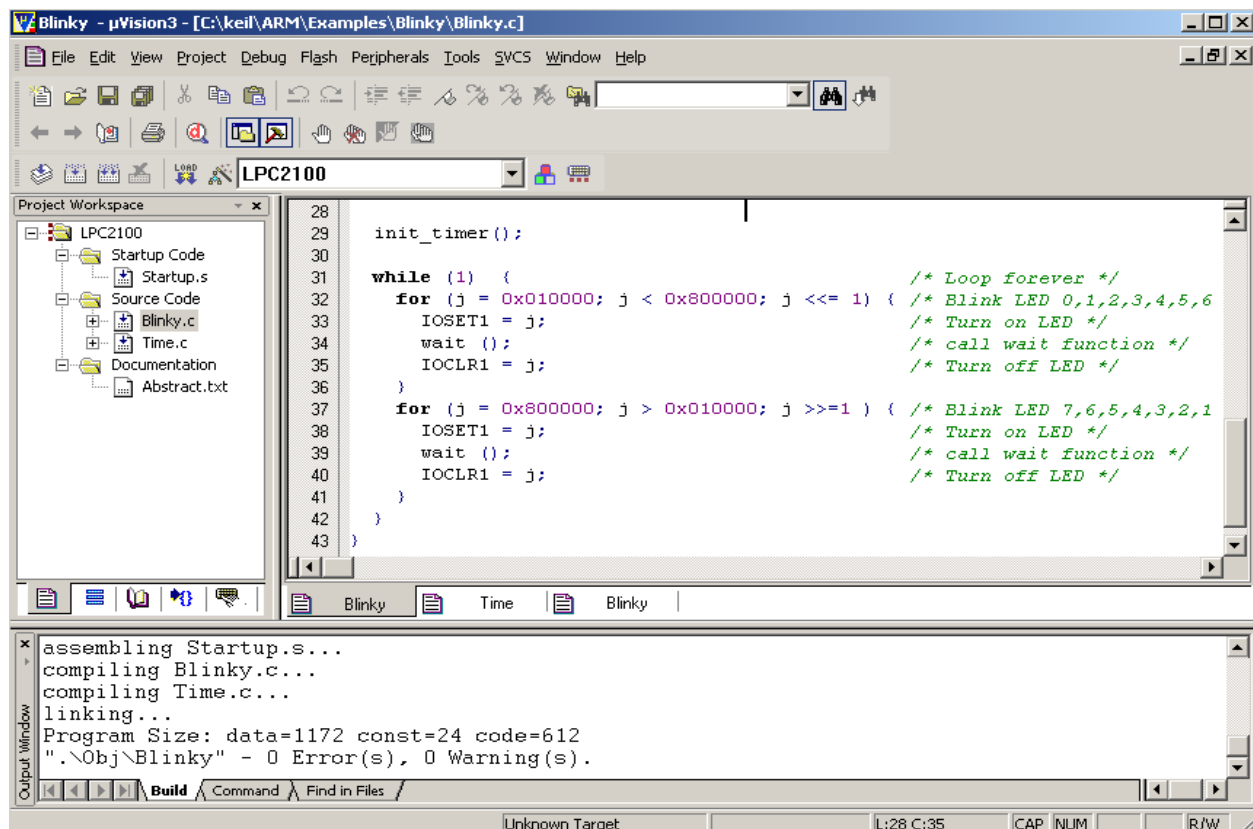 Blinky - µVision3 - [C:\keil\ARM\Examples\Blinky\Blinky.c]
File Edit View Project Debug Flash Peripherals Tools SVCS Window Help
LOAD LPC2100
Project Workspace
LPC2100
Startup Code
Startup.s
Source Code
Blinky.c
Time.c
Documentation
Abstract.txt
28
29 init_timer();
30
31 while (1) { /* Loop forever */
32 for (j = 0x010000; j < 0x800000; j <<= 1) { /* Blink LED 0,1,2,3,4,5,6
33 IOSET1 = j; /* Turn on LED */
34 wait (); /* call wait function */
35 IOCLR1 = j; /* Turn off LED */
36 }
37 for (j = 0x800000; j > 0x010000; j >>=1 ) { /* Blink LED 7,6,5,4,3,2,1
38 IOSET1 = j; /* Turn on LED */
39 wait (); /* call wait function */
40 IOCLR1 = j; /* Turn off LED */
41 }
42 }
43 }
Blinky Time Blinky
Output Window
assembling Startup.s...
compiling Blinky.c...
compiling Time.c...
linking...
Program Size: data=1172 const=24 code=612
".\Obj\Blinky" - 0 Error(s), 0 Warning(s).
Build Command Find in Files
Unknown Target L:28 C:35 CAP NUM R/W